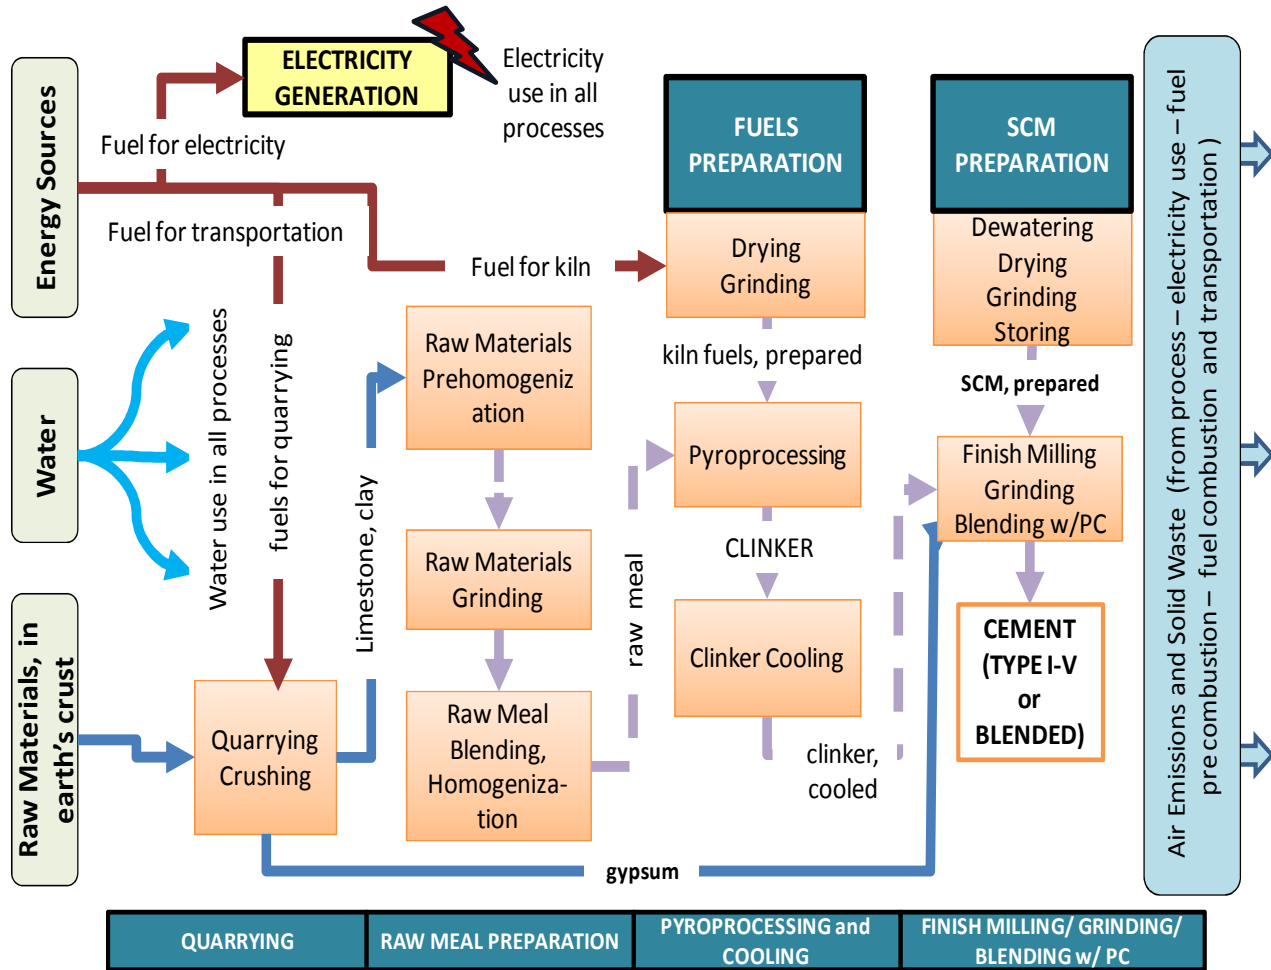 ELECTRICITY
GENERATION
Electricity
use in all
processes
Energy Sources
Fuel for electricity
Fuel for transportation
Fuel for kiln
FUELS
PREPARATION
Drying
Grinding
kiln fuels, prepared
SCM
PREPARATION
Dewatering
Drying
Grinding
Storing
SCM, prepared
Water
Water use in all processes
fuels for quarrying
Raw Materials, in
earth's crust
Quarrying
Crushing
Limestone, clay
Raw Materials
Prehomogeniz
ation
Raw Materials
Grinding
Raw Meal
Blending,
Homogeniza-
tion
raw meal
Pyroprocessing
CLINKER
Clinker Cooling
clinker,
cooled
Finish Milling
Grinding
Blending w/PC
CEMENT
(TYPE I-V
or
BLENDED)
gypsum
Air Emissions and Solid Waste (from process – electricity use – fuel
pre combustion – fuel combustion and transportation )
QUARRYING
RAW MEAL PREPARATION
PYROPROCESSING and
COOLING
FINISH MILLING/ GRINDING/
BLENDING w/ PC